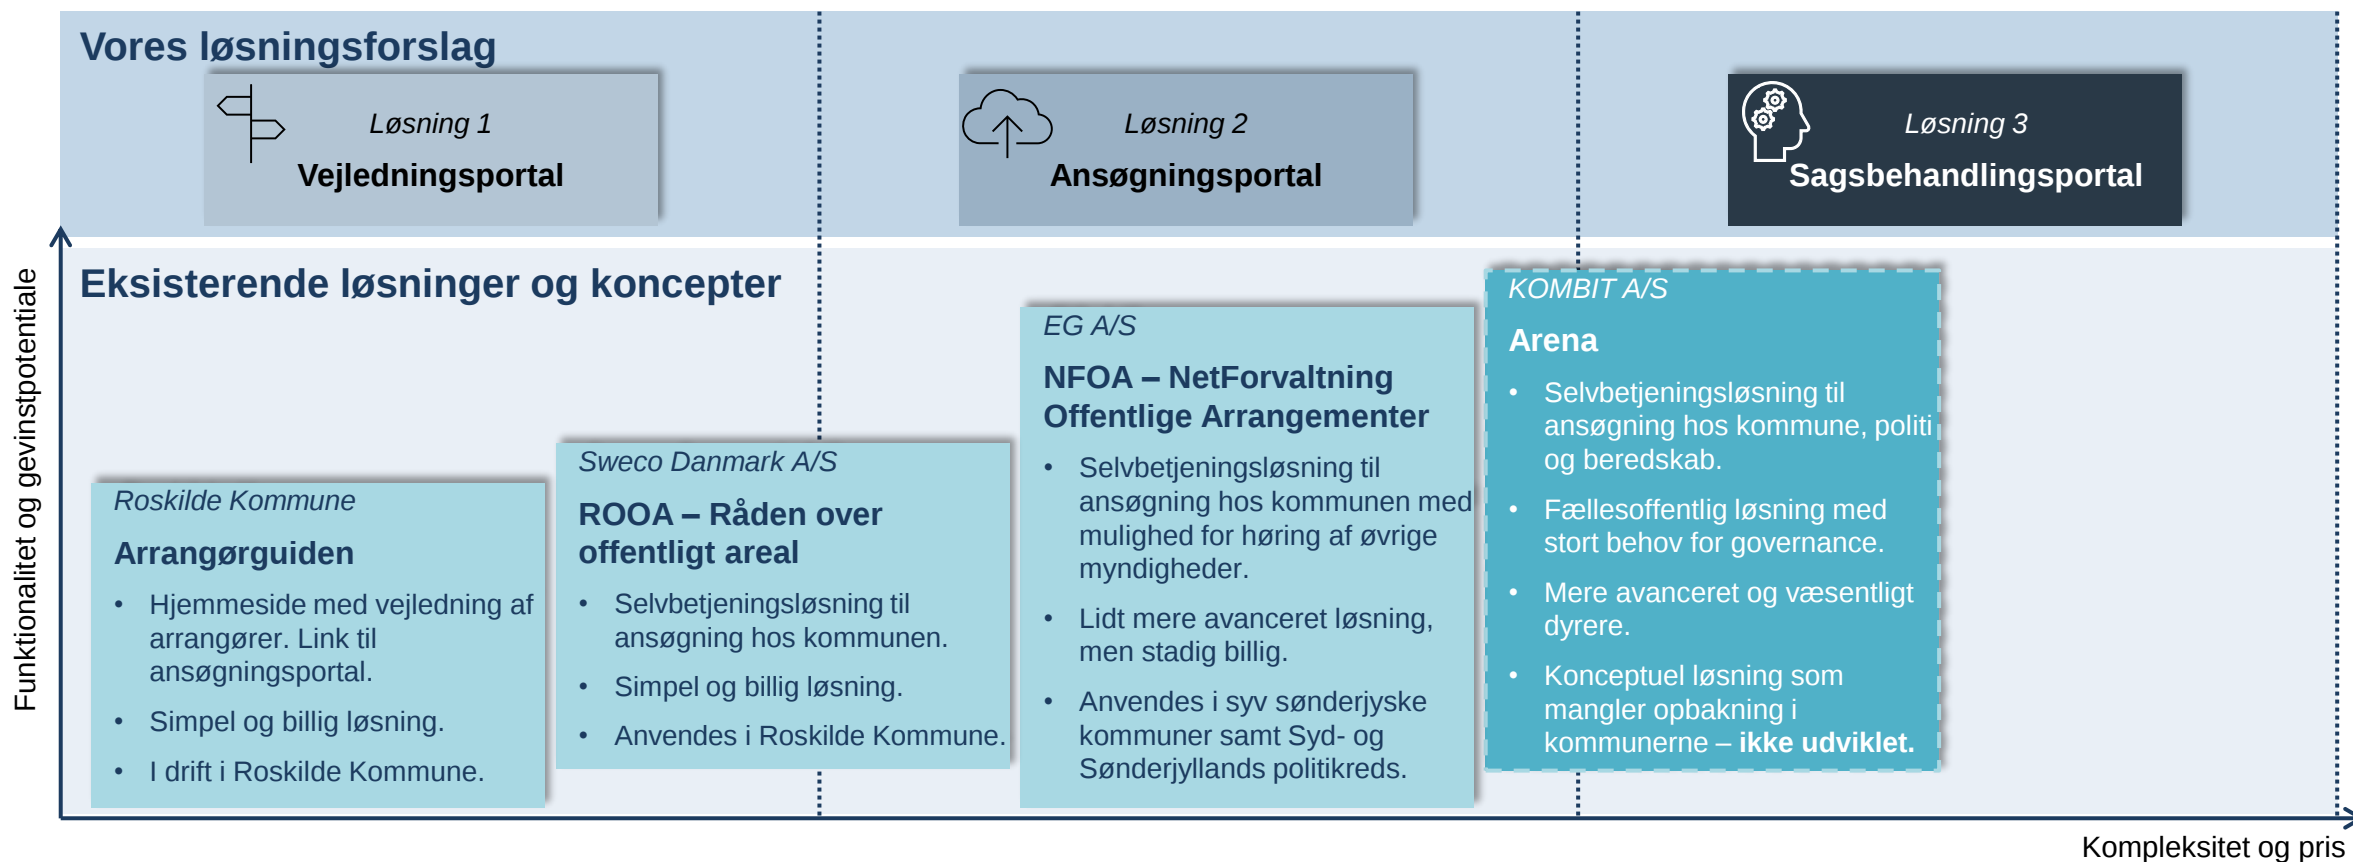 Vores løsningsforslag
Løsning 1
Vejledningsportal
Løsning 2
Ansøgningsportal
Løsning 3
Sagsbehandlingsportal
Funktionalitet og gevinstpotentiale
Eksisterende løsninger og koncepter
Roskilde Kommune
Arrangørguiden
• Hjemmeside med vejledning af
arrangører. Link til
ansøgningsportal.
• Simpel og billig løsning.
• I drift i Roskilde Kommune.
Sweco Danmark A/S
ROOA – Råden over
offentligt areal
• Selvbetjeningsløsning til
ansøgning hos kommunen.
• Simpel og billig løsning.
• Anvendes i Roskilde Kommune.
EG A/S
NFOA – NetForvaltning
Offentlige Arrangementer
• Selvbetjeningsløsning til
ansøgning hos kommunen med
mulighed for høring af øvrige
myndigheder.
• Lidt mere avanceret løsning,
men stadig billig.
• Anvendes i syv sønderjyske
kommuner samt Syd- og
Sønderjyllands politikreds.
KOMBIT A/S
Arena
• Selvbetjeningsløsning til
ansøgning hos kommune, politi
og beredskab.
• Fællesoffentlig løsning med
stort behov for governance.
• Mere avanceret og væsentligt
dyrere.
• Konceptuel løsning som
mangler opbakning i
kommunerne – ikke udviklet.
Kompleksitet og pris